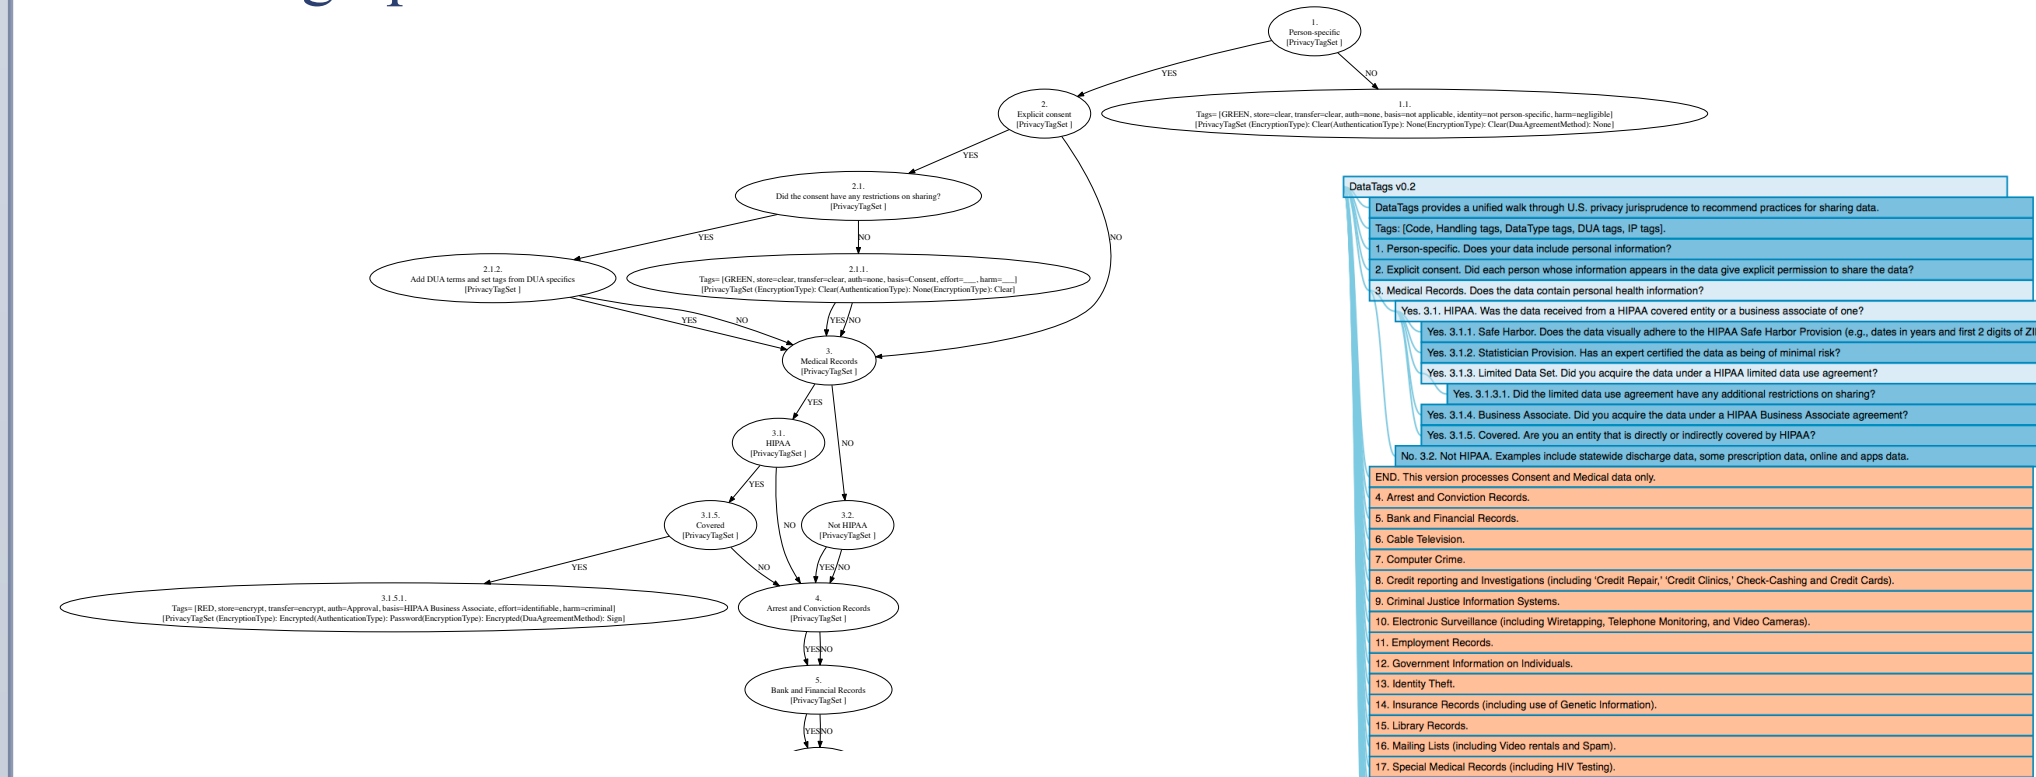 1.
Person-specific
[PrivacyTagSet ]
YES
NO
2.
Explicit consent
[PrivacyTagSet ]
1.1.
Tags= [GREEN, store=clear, transfer=clear, auth=none, basis=not applicable, identity=not person-specific, harm=negligible]
[PrivacyTagSet (EncryptionType): Clear(AuthenticationType): None(EncryptionType): Clear(DuaAgreementMethod): None]
YES
NO
2.1.
Did the consent have any restrictions on sharing?
[PrivacyTagSet ]
YES
NO
2.1.2.
Add DUA terms and set tags from DUA specifics
[PrivacyTagSet ]
2.1.1.
Tags= [GREEN, store=clear, transfer=clear, auth=none, basis=Consent, effort=___, harm=___]
[PrivacyTagSet (EncryptionType): Clear(AuthenticationType): None(EncryptionType): Clear]
YES
NO
YES
NO
3.
Medical Records
[PrivacyTagSet ]
YES
NO
3.1.
HIPAA
[PrivacyTagSet ]
YES
NO
3.1.5.
Covered
[PrivacyTagSet ]
3.2.
Not HIPAA
[PrivacyTagSet ]
YES
NO
YES
NO
3.1.5.1.
Tags= [RED, store=encrypt, transfer=encrypt, auth=Approval, basis=HIPAA Business Associate, effort=identifiable, harm=criminal]
[PrivacyTagSet (EncryptionType): Encrypted(AuthenticationType): Password(EncryptionType): Encrypted(DuaAgreementMethod): Sign]
4.
Arrest and Conviction Records
[PrivacyTagSet ]
YES
NO
5.
Bank and Financial Records
[PrivacyTagSet ]
YES
NO
DataTags v0.2
DataTags provides a unified walk through U.S. privacy jurisprudence to recommend practices for sharing data.
Tags: [Code, Handling tags, DataType tags, DUA tags, IP tags].
1. Person-specific. Does your data include personal information?
2. Explicit consent. Did each person whose information appears in the data give explicit permission to share the data?
3. Medical Records. Does the data contain personal health information?
Yes. 3.1. HIPAA. Was the data received from a HIPAA covered entity or a business associate of one?
Yes. 3.1.1. Safe Harbor. Does the data visually adhere to the HIPAA Safe Harbor Provision (e.g., dates in years and first 2 digits of
Yes. 3.1.2. Statistician Provision. Has an expert certified the data as being of minimal risk?
Yes. 3.1.3. Limited Data Set. Did you acquire the data under a HIPAA limited data use agreement?
Yes. 3.1.3.1. Did the limited data use agreement have any additional restrictions on sharing?
Yes. 3.1.4. Business Associate. Did you acquire the data under a HIPAA Business Associate agreement?
Yes. 3.1.5. Covered. Are you an entity that is directly or indirectly covered by HIPAA?
No. 3.2. Not HIPAA. Examples include statewide discharge data, some prescription data, online and apps data.
END. This version processes Consent and Medical data only.
4. Arrest and Conviction Records.
5. Bank and Financial Records.
6. Cable Television.
7. Computer Crime.
8. Credit reporting and Investigations (including 'Credit Repair,' 'Credit Clinics,' Check-Cashing and Credit Cards).
9. Criminal Justice Information Systems.
10. Electronic Surveillance (including Wiretapping, Telephone Monitoring, and Video Cameras).
11. Employment Records.
12. Government Information on Individuals.
13. Identity Theft.
14. Insurance Records (including use of Genetic Information).
15. Library Records.
16. Mailing Lists (including Video rentals and Spam).
17. Special Medical Records (including HIV Testing).